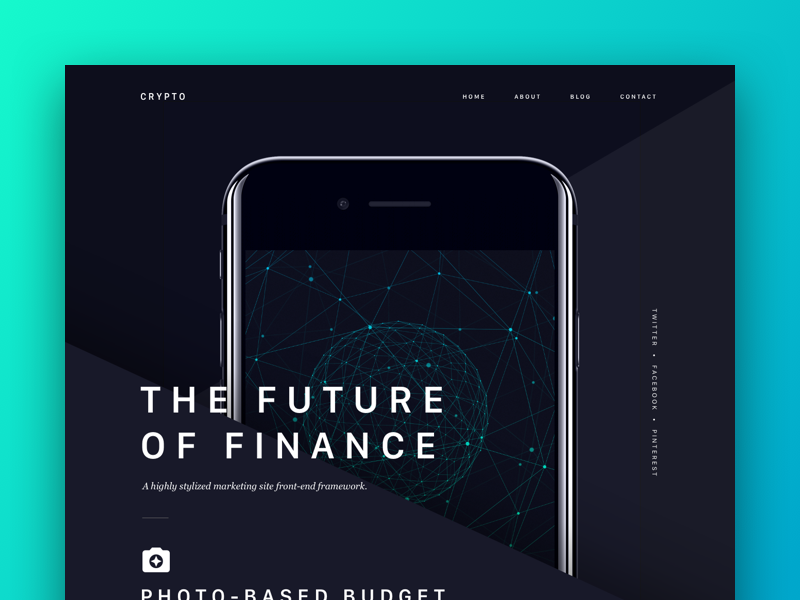 CRYPTO
HOME ABOUT BLOG CONTACT
TWITTER • FACEBOOK • PINTEREST
THE FUTURE
OF FINANCE
A highly stylized marketing site front-end framework.
PHOTO-BASED BUDGET